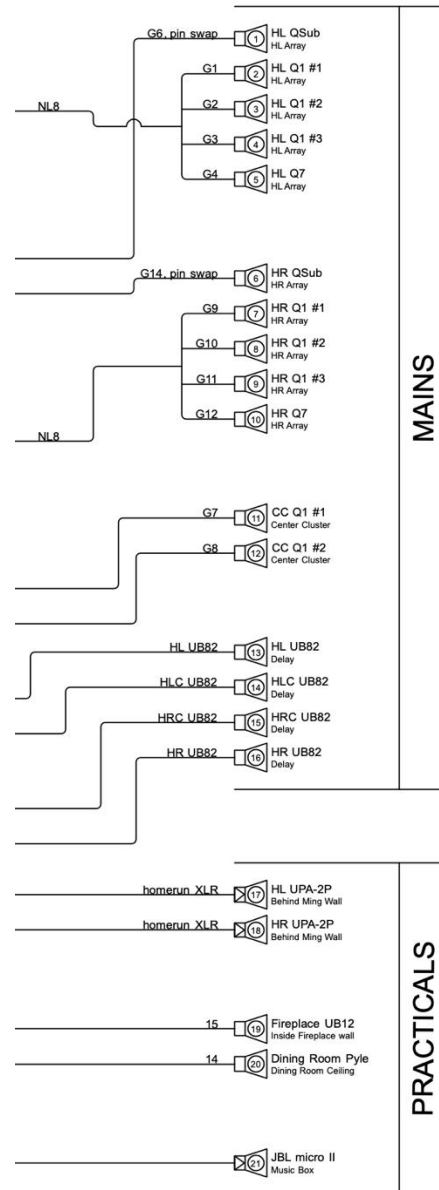 G6, pin swap
1
HL QSub
HL Array
G1
2
HL Q1 #1
HL Array
NL8
G2
3
HL Q1 #2
HL Array
G3
4
HL Q1 #3
HL Array
G4
5
HL Q7
HL Array
G14, pin swap
6
HR QSub
HR Array
G9
7
HR Q1 #1
HR Array
G10
8
HR Q1 #2
HR Array
G11
9
HR Q1 #3
HR Array
G12
10
HR Q7
HR Array
NL8
MAINS
G7
11
CC Q1 #1
Center Cluster
G8
12
CC Q1 #2
Center Cluster
HL UB82
13
HL UB82
Delay
HLC UB82
14
HLC UB82
Delay
HRC UB82
15
HRC UB82
Delay
HR UB82
16
HR UB82
Delay
homerun XLR
17
HL UPA-2P
Behind Ming Wall
homerun XLR
18
HR UPA-2P
Behind Ming Wall
15
19
Fireplace UB12
Inside Fireplace wall
14
20
Dining Room Pyle
Dining Room Ceiling
21
JBL micro II
Music Box
PRACTICALS